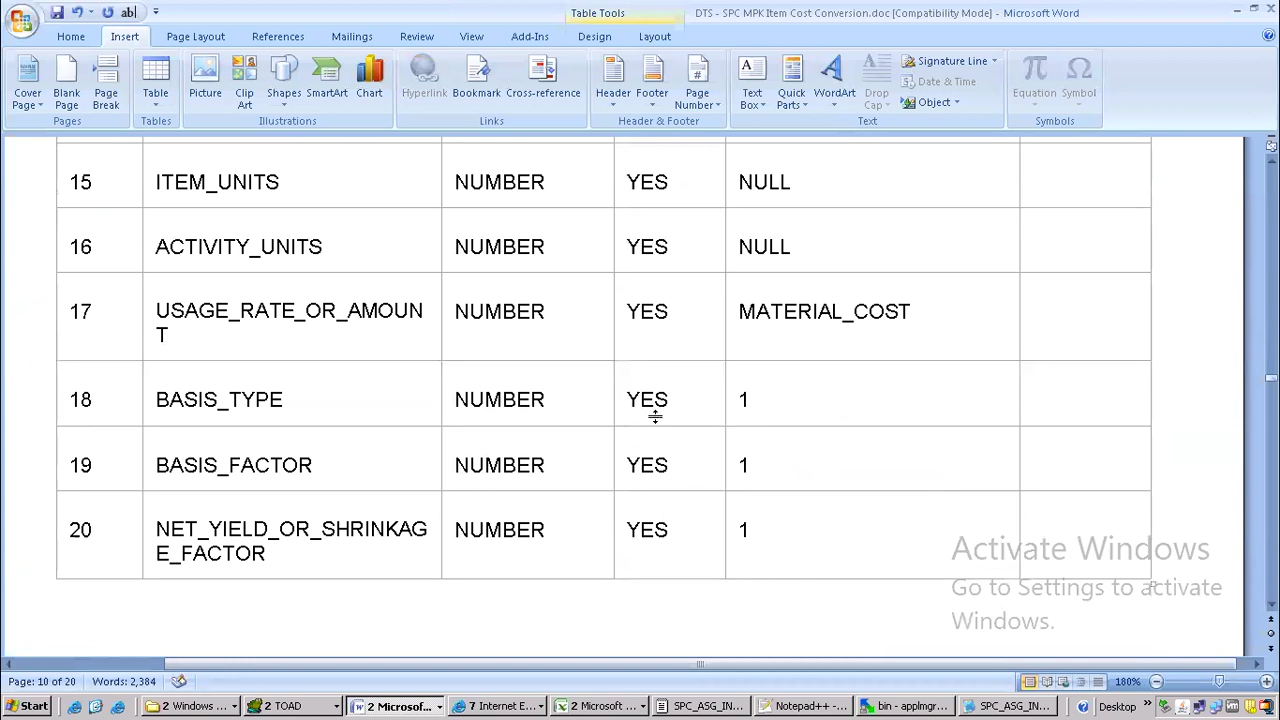 Table Tools
DTS - SPC MPK Item Cost Conversion.doc [Compatibility Mode] - Microsoft Word
Home Insert Page Layout References Mailings Review View Add-Ins Design Layout
Cover Page Blank Page Page Break
Pages
Table
Tables
Picture Clip Art Shapes SmartArt Chart
Illustrations
Hyperlink Bookmark Cross-reference
Links
Header Footer Page Number
Header & Footer
Text Box Quick Parts WordArt Drop Cap
Signature Line
Date & Time
Object
Text
Equation Symbol
Symbols
15 ITEM_UNITS NUMBER YES NULL
16 ACTIVITY_UNITS NUMBER YES NULL
17 USAGE_RATE_OR_AMOUN
T NUMBER YES MATERIAL_COST
18 BASIS_TYPE NUMBER YES 1
19 BASIS_FACTOR NUMBER YES 1
20 NET_YIELD_OR_SHRINKAG
E_FACTOR NUMBER YES 1
Activate Windows
Go to Settings to activate
Windows.
Page: 10 of 20 Words: 2,384 180%
Start 2 Windows ... 2 TOAD 2 Microsof... 7 Internet E... 2 Microsoft ... SPC_ASG_IN... Notepad++ - ... bin - applmgr... SPC_ASG_IN... Desktop